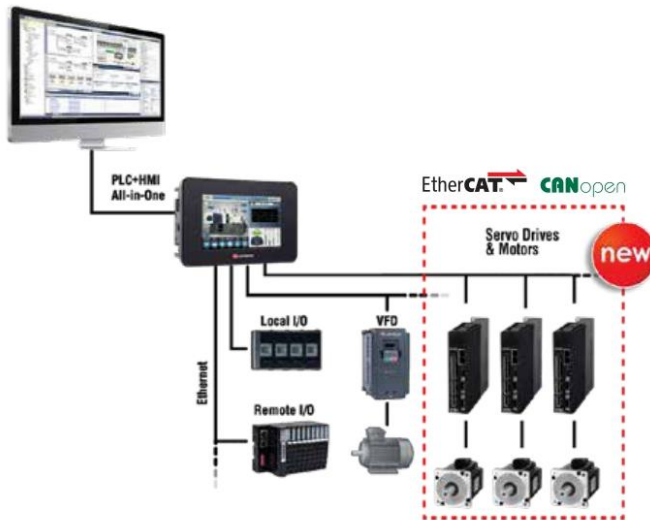 PLC+HMI
All-in-One
EtherCAT CANopen
Servo Drives
& Motors
new
Local I/O
VFD
Ethernet
Remote I/O